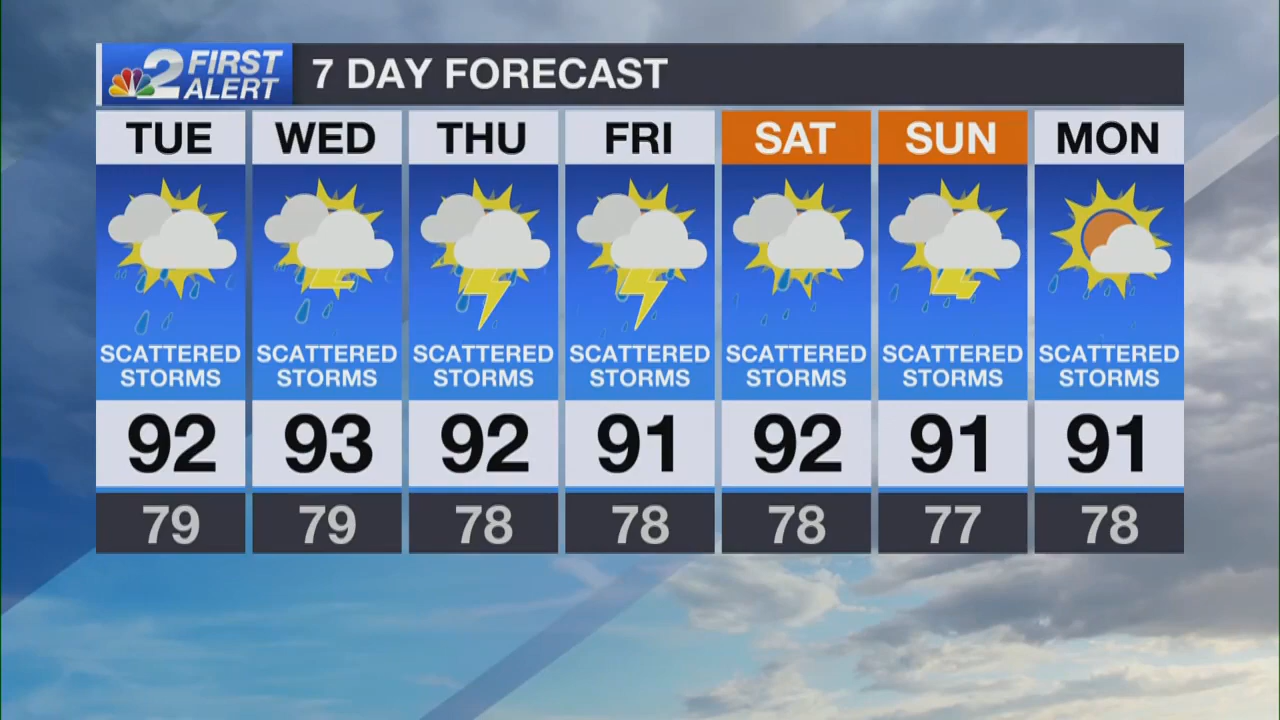 2 FIRST
ALERT
7 DAY FORECAST
TUE WED THU FRI SAT SUN MON
SCATTERED STORMS SCATTERED STORMS SCATTERED STORMS SCATTERED STORMS SCATTERED STORMS SCATTERED STORMS SCATTERED STORMS
92 93 92 91 92 91 91
79 79 78 78 78 77 78